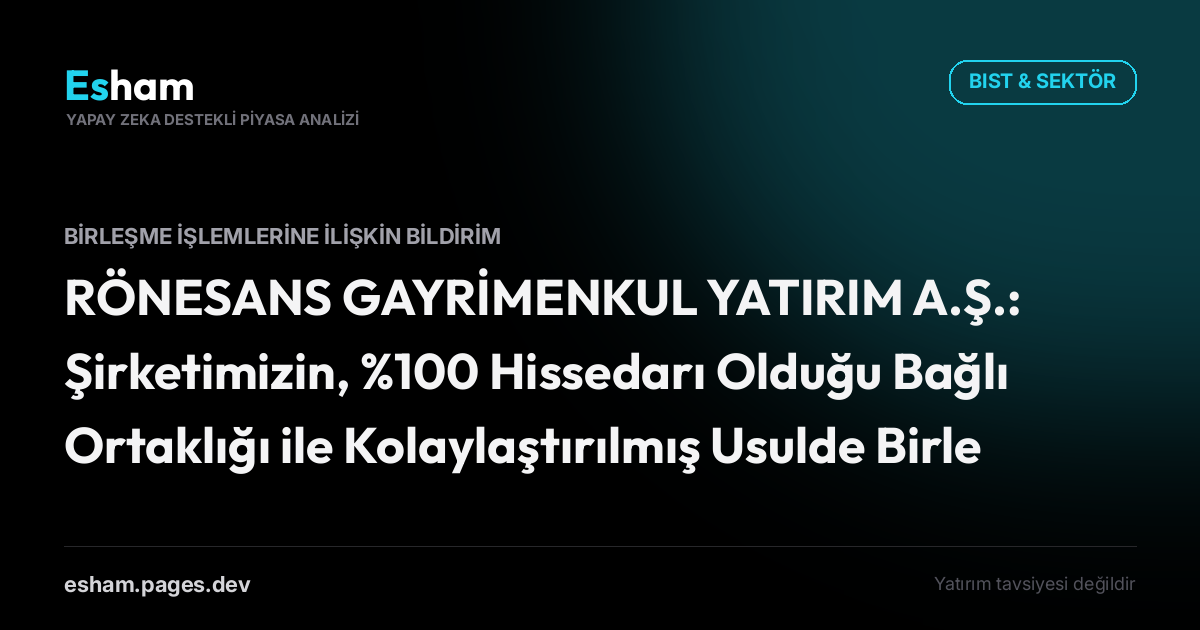 Esham
BIST & SEKTÖR
YAPAY ZEKA DESTEKLİ PİYASA ANALİZİ
BİRLEŞME İŞLEMLERİNE İLİŞKİN BİLDİRİM
RÖNESANS GAYRİMENKUL YATIRIM A.Ş.:
Şirketimizin, %100 Hissedarı Olduğu Bağlı
Ortaklığı ile Kolaylaştırılmış Usulde Birle
esham.pages.dev
Yatırım tavsiyesi değildir